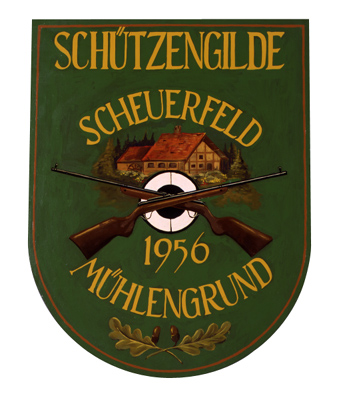 SCHÜTZENGILDE
SCHEUERFELD
1956
MÜHLENGRUND